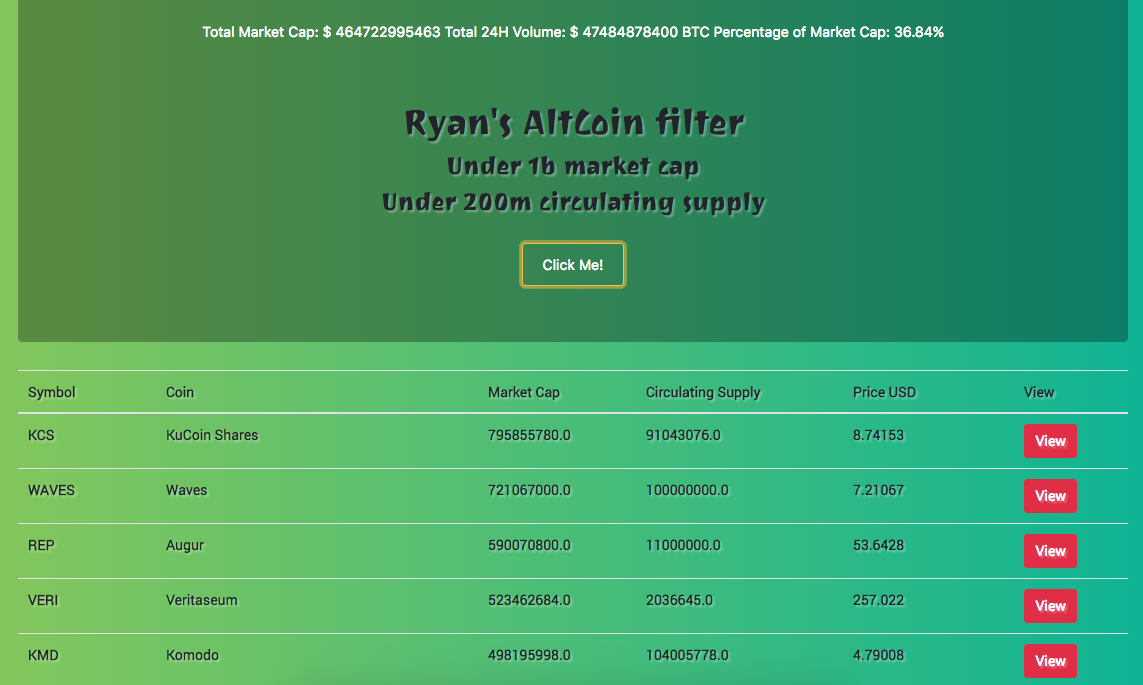 Total Market Cap: $ 464722995463 Total 24H Volume: $ 47484878400 BTC Percentage of Market Cap: 36.84%
Ryan's AltCoin filter
Under 1b market cap
Under 200m circulating supply
Click Me!
Symbol Coin Market Cap Circulating Supply Price USD View
KCS KuCoin Shares 795855780.0 91043076.0 8.74153 View
WAVES Waves 721067000.0 100000000.0 7.21067 View
REP Augur 590070800.0 11000000.0 53.6428 View
VERI Veritaseum 523462684.0 2036645.0 257.022 View
KMD Komodo 498195998.0 104005778.0 4.79008 View